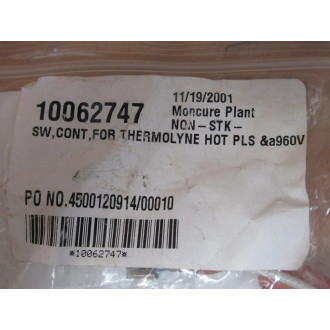 10062747
11/19/2001
Moncure Plant
NON-STK-
SW,CONT,FOR THERMOLYNE HOT PLS &a960V
PO NO.4500120914/00010
*10062747*